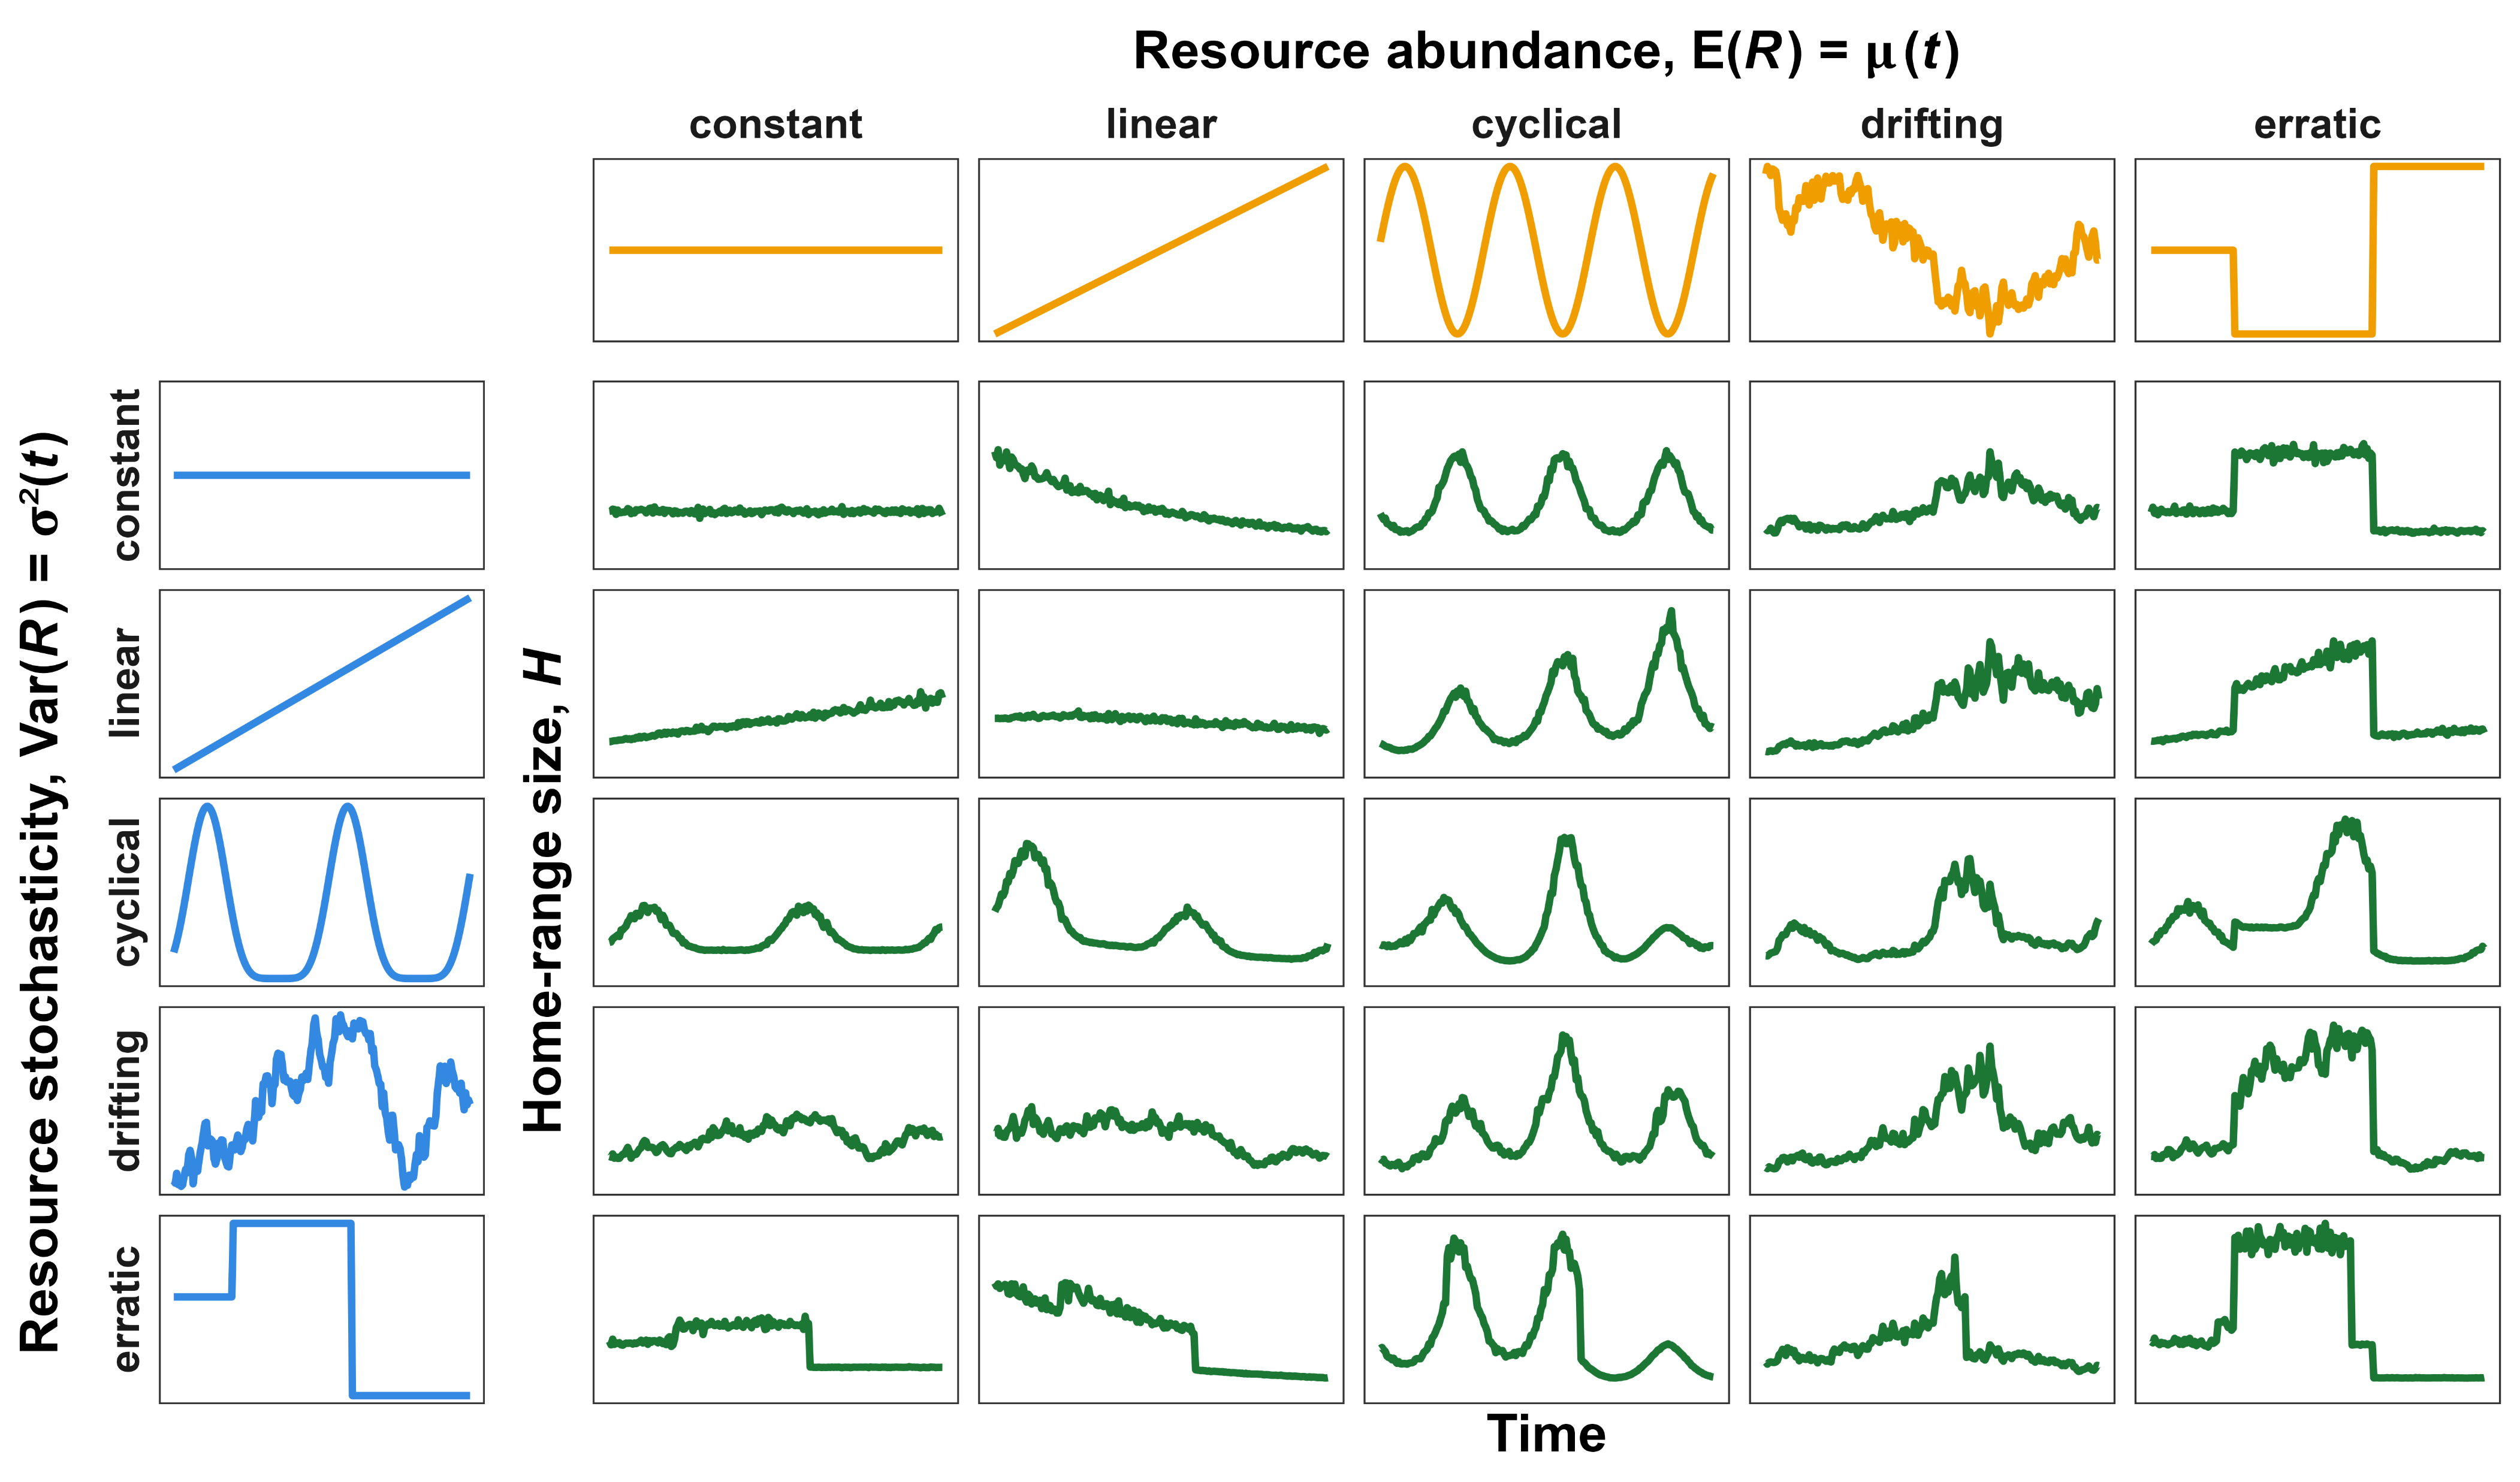 Resource abundance, E(R) = μ(t)
constant
linear
cyclical
drifting
erratic
Resource stochasticity, Var(R) = σ²(t)
constant
linear
cyclical
drifting
erratic
Home-range size, H
Time